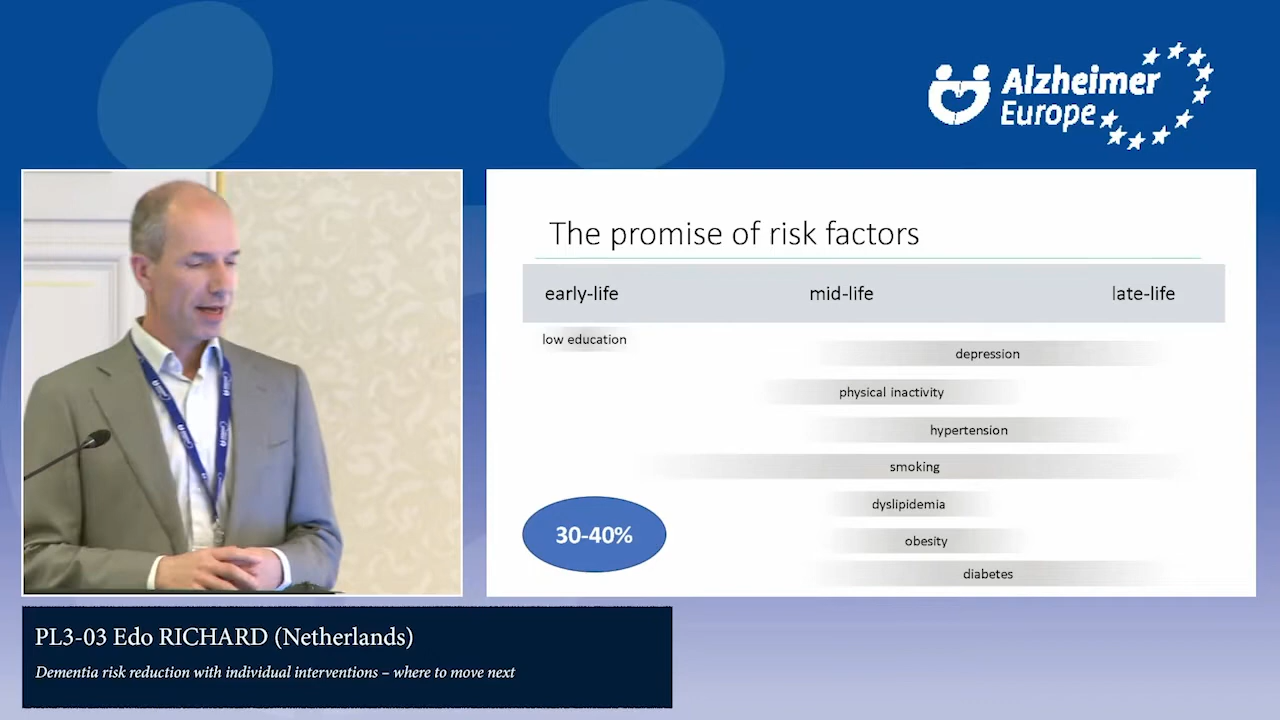 Alzheimer
Europe
The promise of risk factors
early-life mid-life late-life
low education
depression
physical inactivity
hypertension
smoking
dyslipidemia
obesity
diabetes
30-40%
PL3-03 Edo RICHARD (Netherlands)
Dementia risk reduction with individual interventions – where to move next